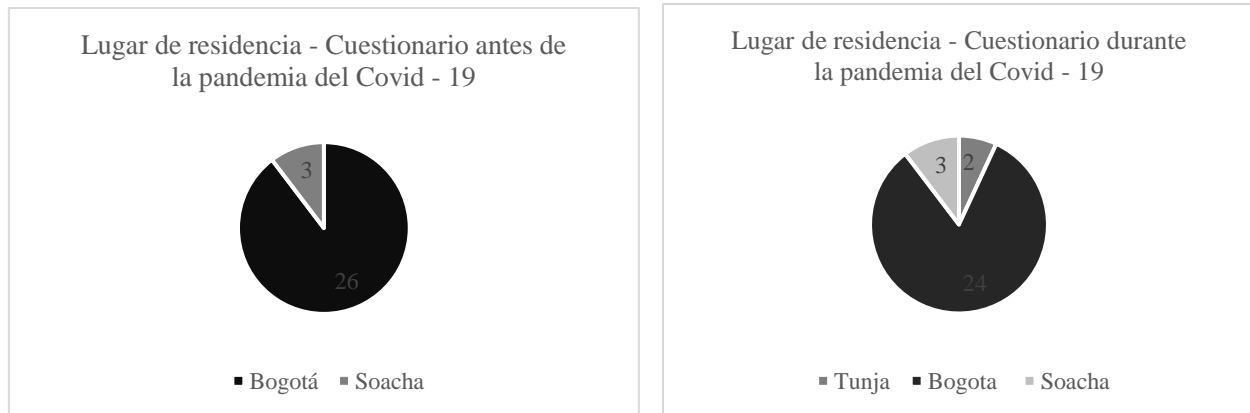 Lugar de residencia - Cuestionario antes de
la pandemia del Covid - 19
3
26
Bogotá Soacha
Lugar de residencia - Cuestionario durante
la pandemia del Covid - 19
3 2
24
Tunja Bogota Soacha